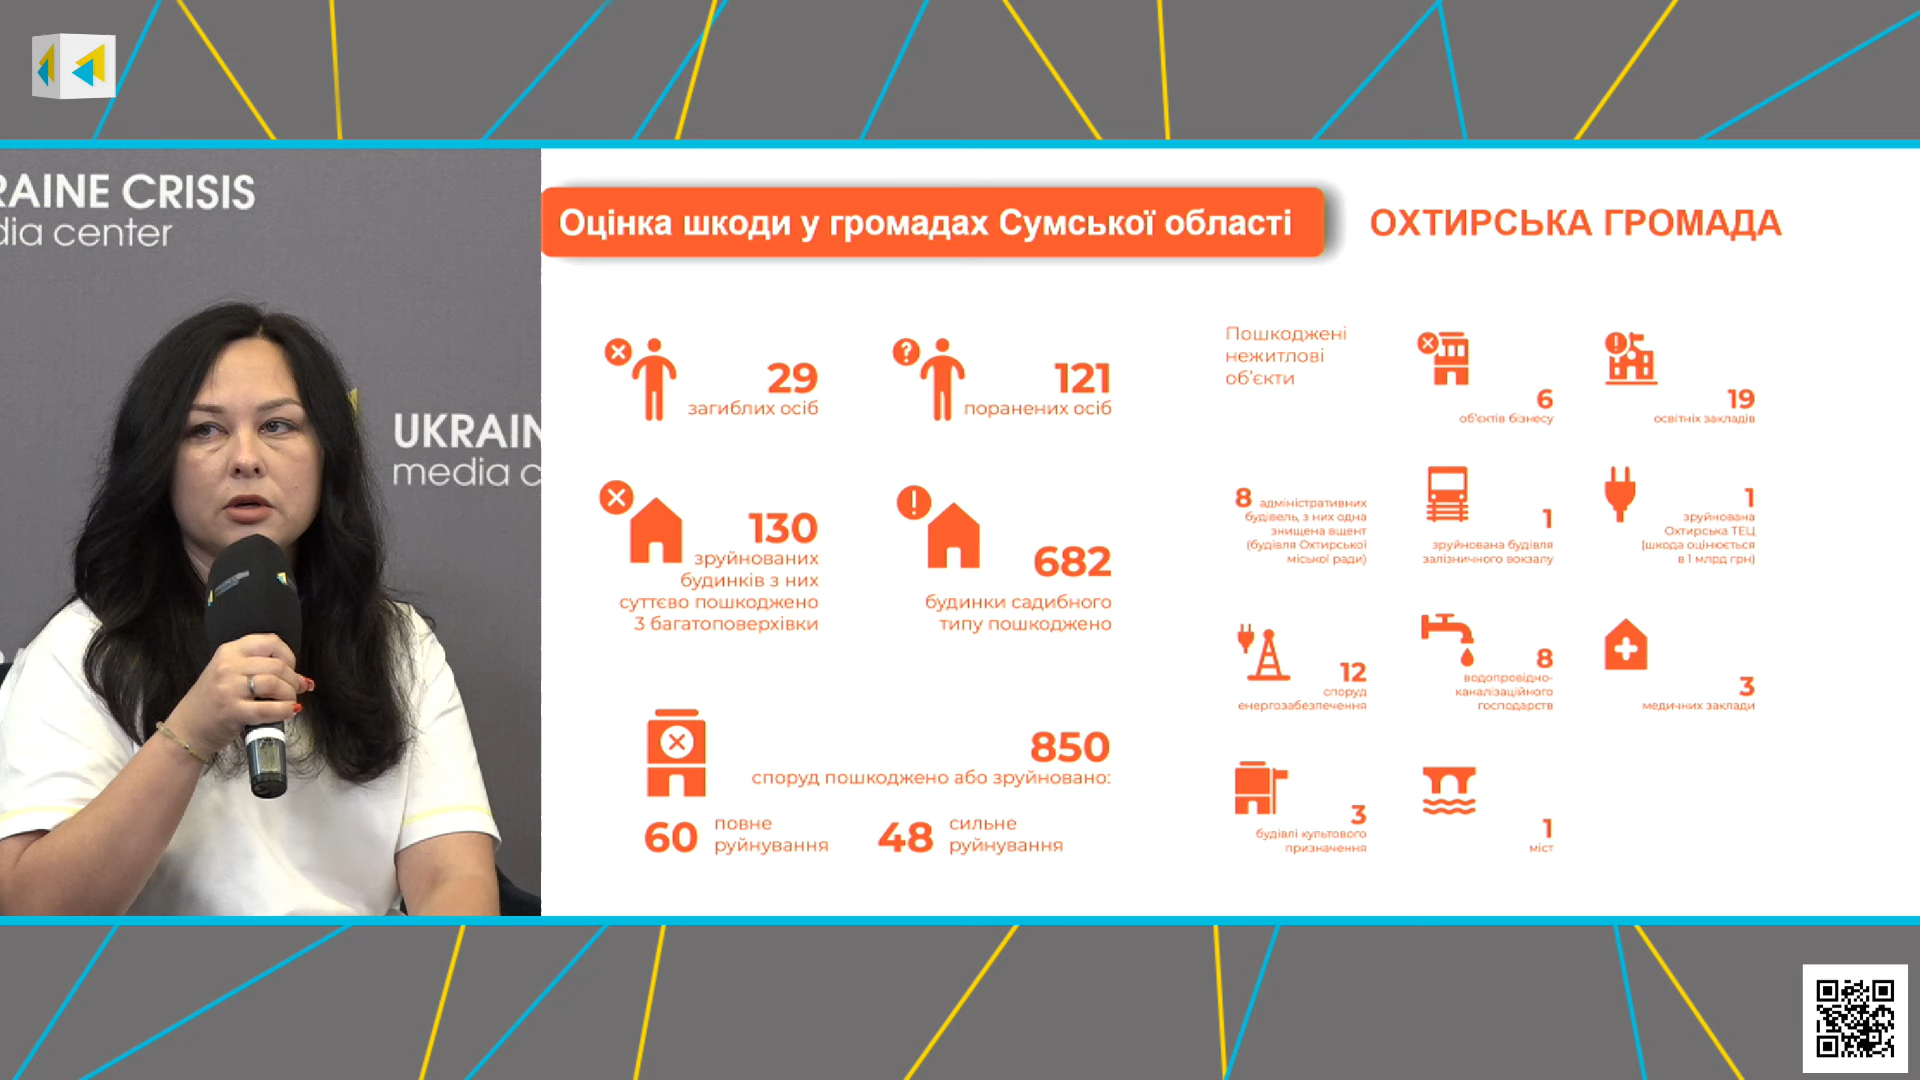 RAINE CRISIS
dia center
UKRAIN
media c
Оцінка шкоди у громадах Сумської області
ОХТИРСЬКА ГРОМАДА
29
загиблих осіб
121
поранених осіб
130
зруйнованих
будинків з них
суттєво пошкоджено
3 багатоповерхівки
682
будинки садибного
типу пошкоджено
850
споруд пошкоджено або зруйновано:
60 повне
руйнування
48 сильне
руйнування
Пошкоджені
нежитлові
об'єкти
6
об'єктів бізнесу
19
освітніх закладів
8 адміністративних
будівель, з них одна
знищена вщент
(будівля Охтирської
міської ради)
1
зруйнована будівля
залізничного вокзалу
1
зруйнована
Охтирська ТЕЦ
(шкода оцінюється
в 1 млрд грн)
12
споруд
енергозабезпечення
8
водопровідно-
каналізаційного
господарств
3
медичних заклади
3
будівлі культового
призначення
1
міст